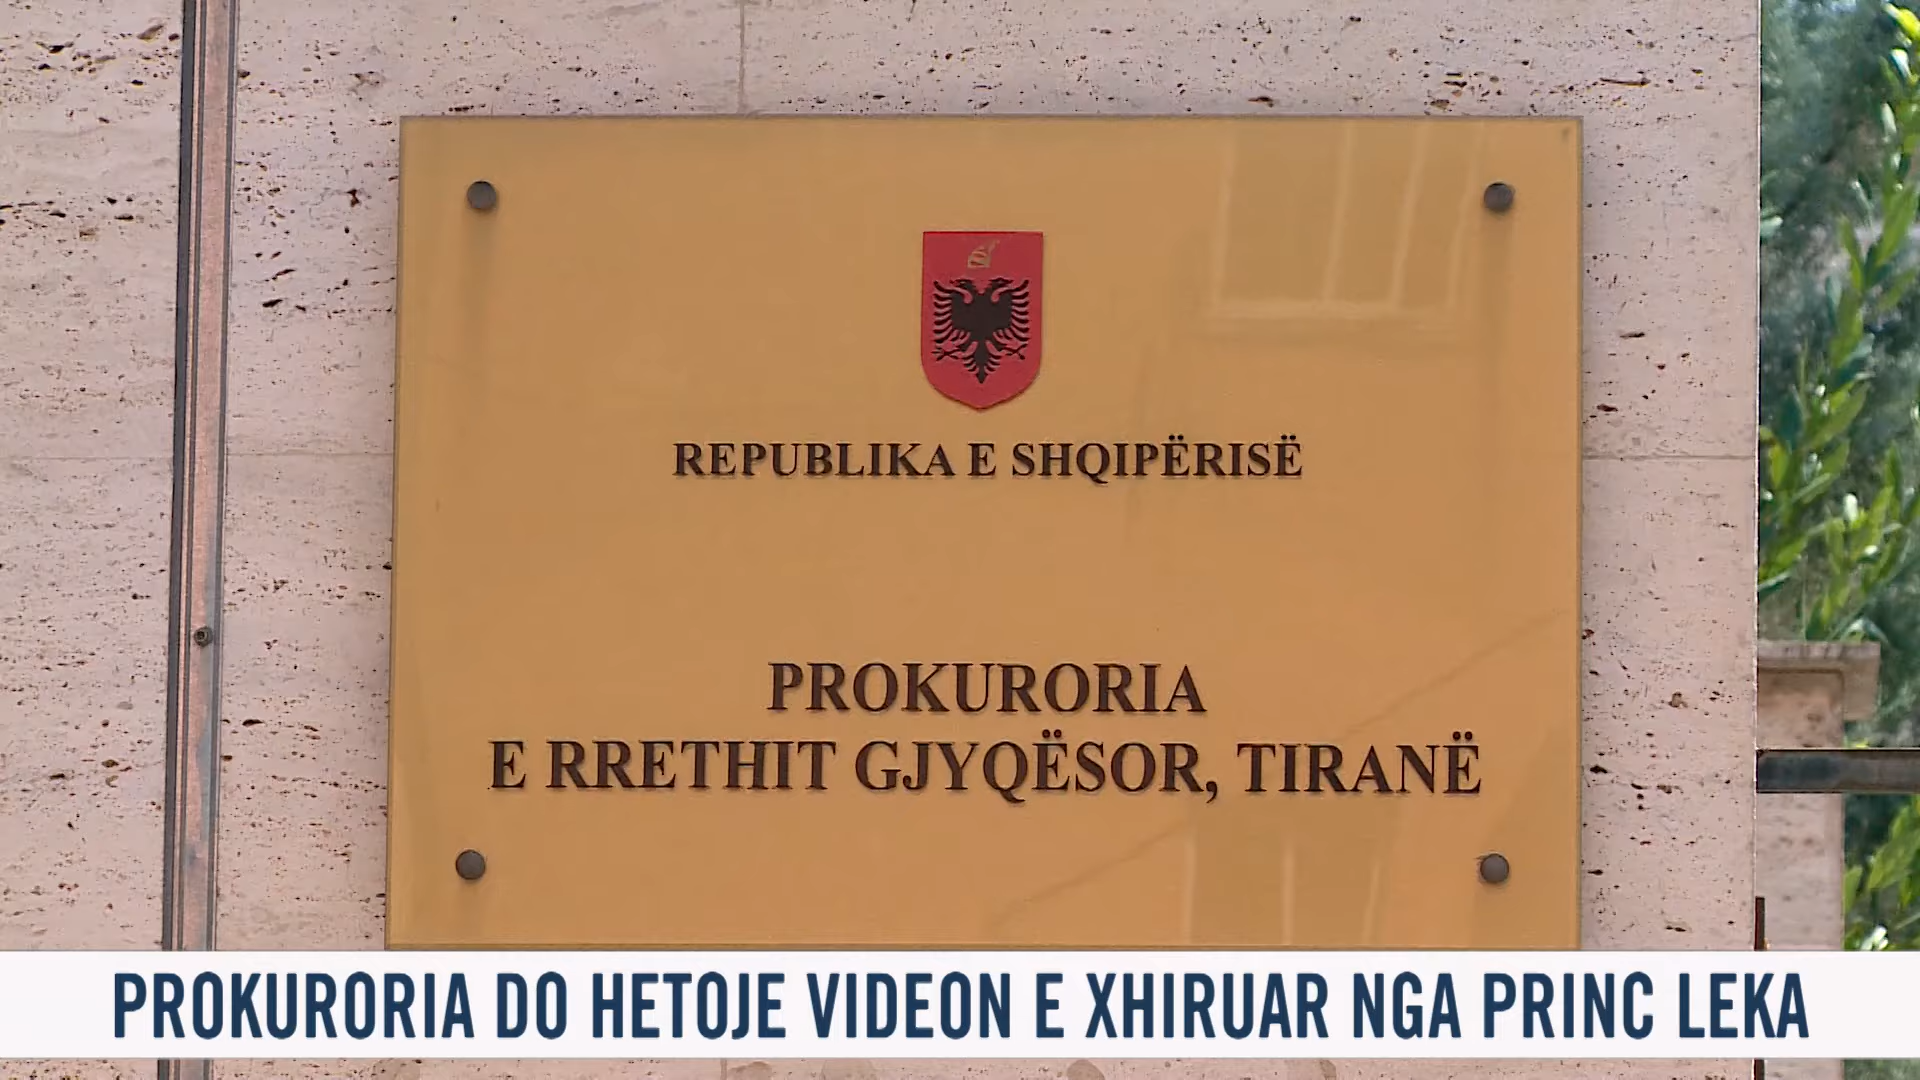 REPUBLIKA E SHQIPËRISË
PROKURORIA
E RRETHIT GJYQËSOR, TIRANË
PROKURORIA DO HETOJE VIDEON E XHIRUAR NGA PRINC LEKA